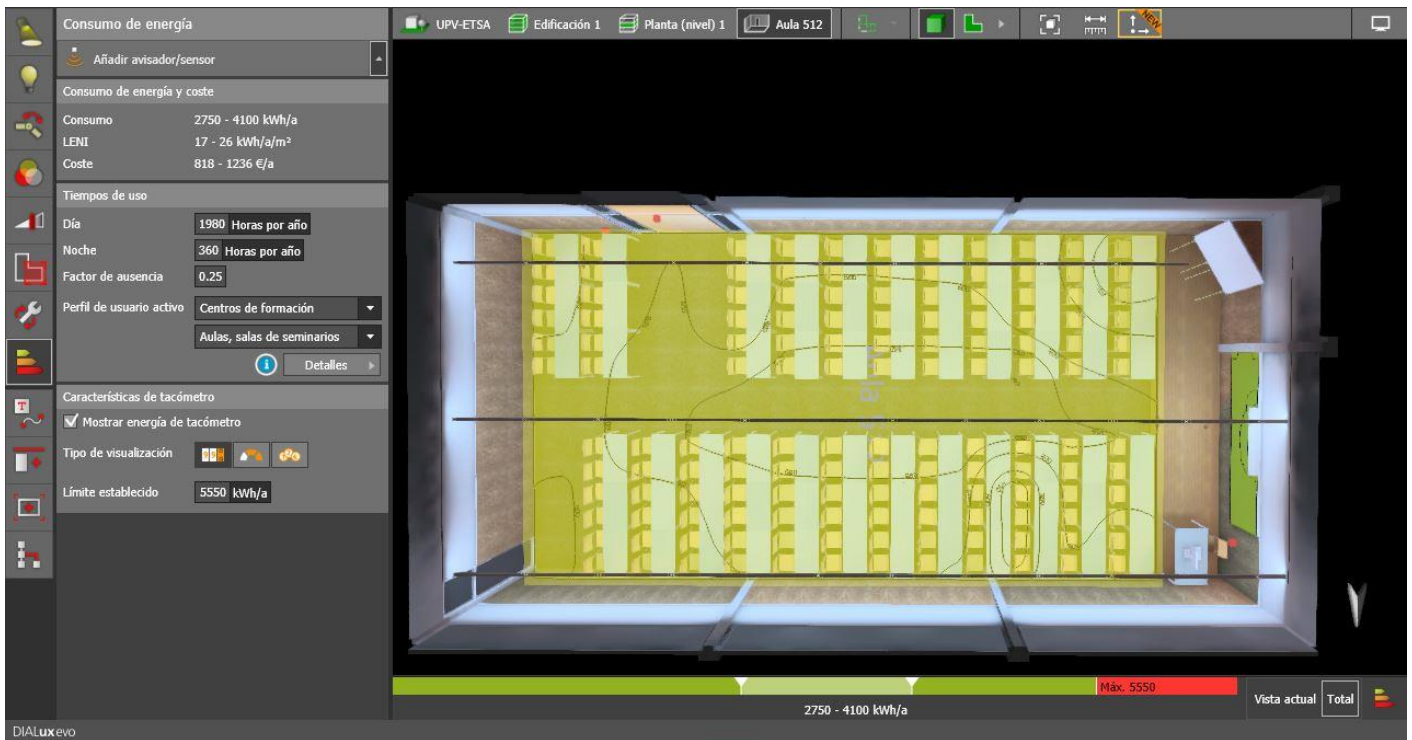 Consumo de energía
Añadir avisador/sensor
Consumo de energía y coste
Consumo 2750 - 4100 kWh/a
LENI 17 - 26 kWh/a/m²
Coste 818 - 1236 €/a
Tiempos de uso
Día 1980 Horas por año
Noche 360 Horas por año
Factor de ausencia 0.25
Perfil de usuario activo Centros de formación
Aulas, salas de seminarios
Detalles
Características de tacómetro
Mostrar energía de tacómetro
Tipo de visualización
Límite establecido 5550 kWh/a
UPV-ETSA Edificación 1 Planta (nivel) 1 Aula 512
NEW
Máx. 5550
2750 - 4100 kWh/a
Vista actual Total
DIALux evo